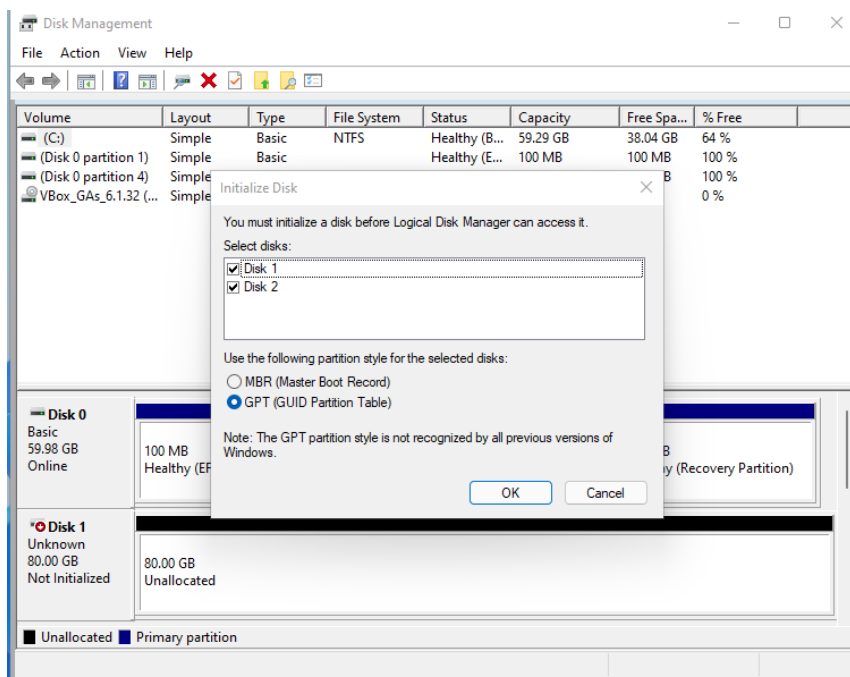 Disk Management
File Action View Help
Volume Layout Type File System Status Capacity Free Spa... % Free
(C:) Simple Basic NTFS Healthy (B... 59.29 GB 38.04 GB 64 %
(Disk 0 partition 1) Simple Basic Healthy (E... 100 MB 100 MB 100 %
(Disk 0 partition 4) Simple B 100 %
VBox_GAs_6.1.32 (... Simple 0 %
Initialize Disk
You must initialize a disk before Logical Disk Manager can access it.
Select disks:
Disk 1
Disk 2
Use the following partition style for the selected disks:
MBR (Master Boot Record)
GPT (GUID Partition Table)
Note: The GPT partition style is not recognized by all previous versions of
Windows.
OK Cancel
Disk 0
Basic
59.98 GB
Online
100 MB
Healthy (EF
B
y (Recovery Partition)
Disk 1
Unknown
80.00 GB
Not Initialized
80.00 GB
Unallocated
Unallocated Primary partition